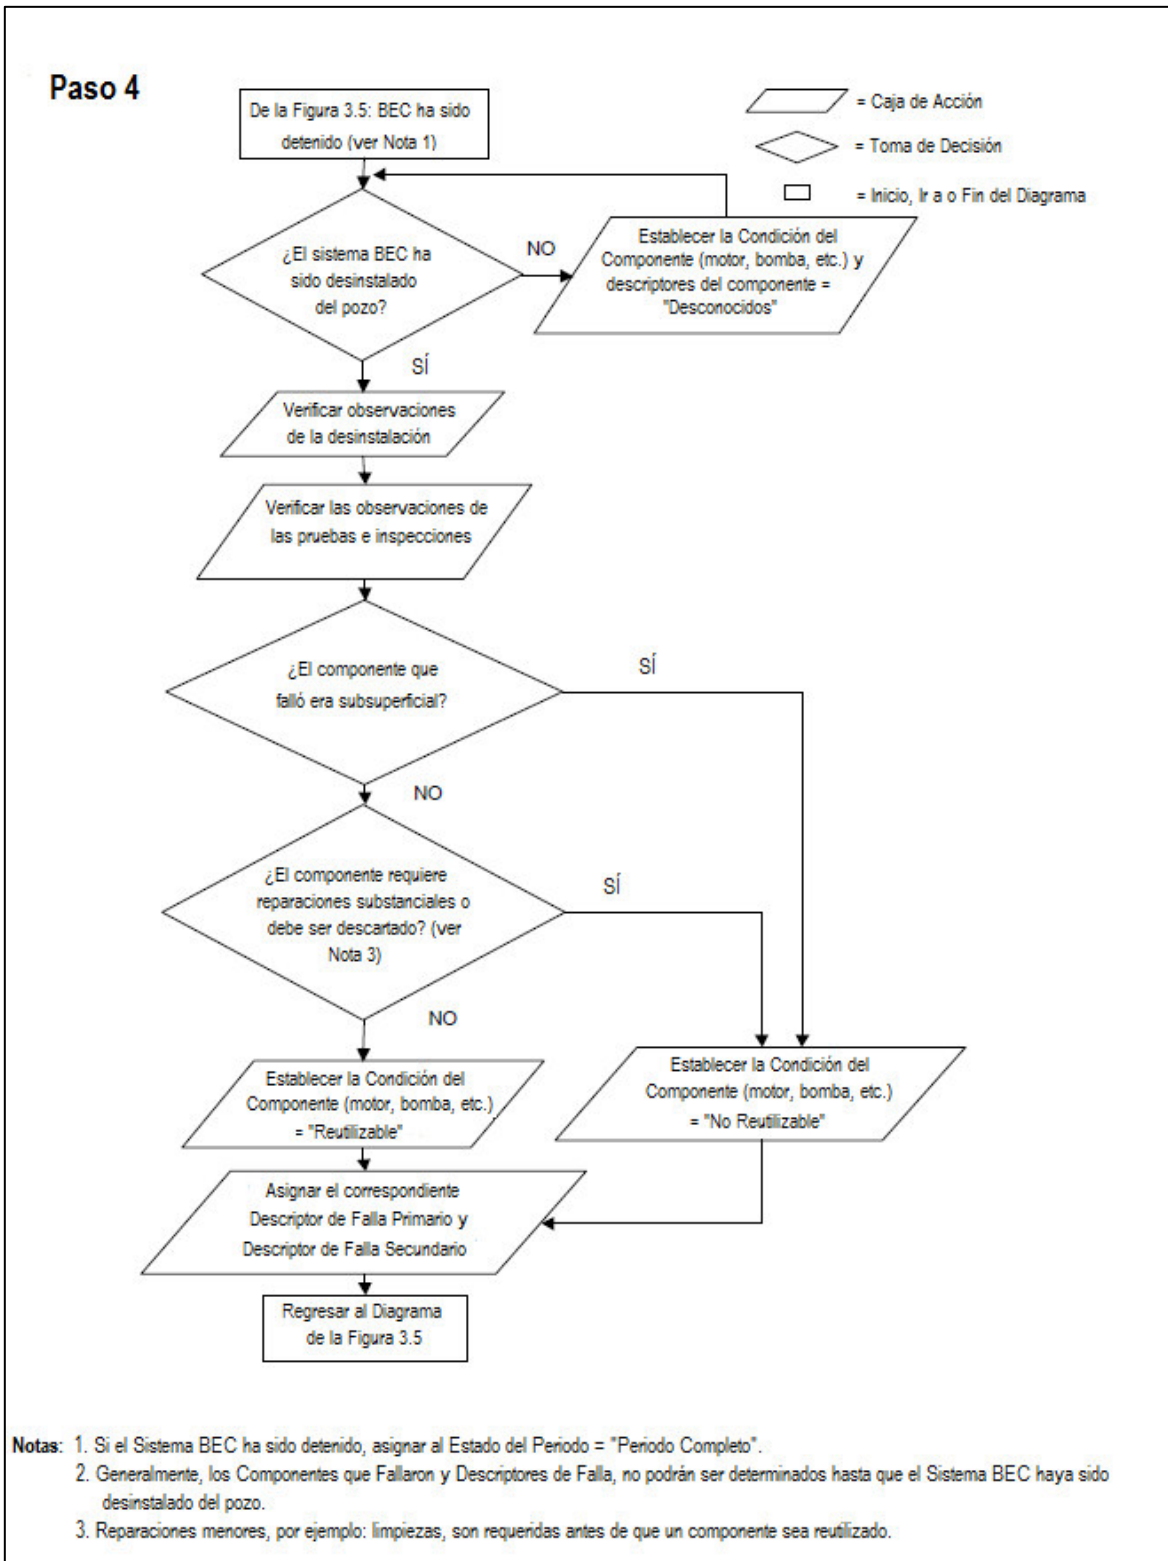 Paso 4
De la Figura 3.5: BEC ha sido
detenido (ver Nota 1)
= Caja de Acción
= Toma de Decisión
= Inicio, Ir a o Fin del Diagrama
¿El sistema BEC ha
sido desinstalado
del pozo?
NO
Establecer la Condición del
Componente (motor, bomba, etc.) y
descriptores del componente =
"Desconocidos"
SÍ
Verificar observaciones
de la desinstalación
Verificar las observaciones de
las pruebas e inspecciones
¿El componente que
falló era subsuperficial?
SÍ
NO
¿El componente requiere
reparaciones substanciales o
debe ser descartado? (ver
Nota 3)
SÍ
NO
Establecer la Condición del
Componente (motor, bomba, etc.)
= "Reutilizable"
Establecer la Condición del
Componente (motor, bomba, etc.)
= "No Reutilizable"
Asignar el correspondiente
Descriptor de Falla Primario y
Descriptor de Falla Secundario
Regresar al Diagrama
de la Figura 3.5
Notas: 1. Si el Sistema BEC ha sido detenido, asignar al Estado del Periodo = "Periodo Completo".
2. Generalmente, los Componentes que Fallaron y Descriptores de Falla, no podrán ser determinados hasta que el Sistema BEC haya sido
desinstalado del pozo.
3. Reparaciones menores, por ejemplo: limpiezas, son requeridas antes de que un componente sea reutilizado.